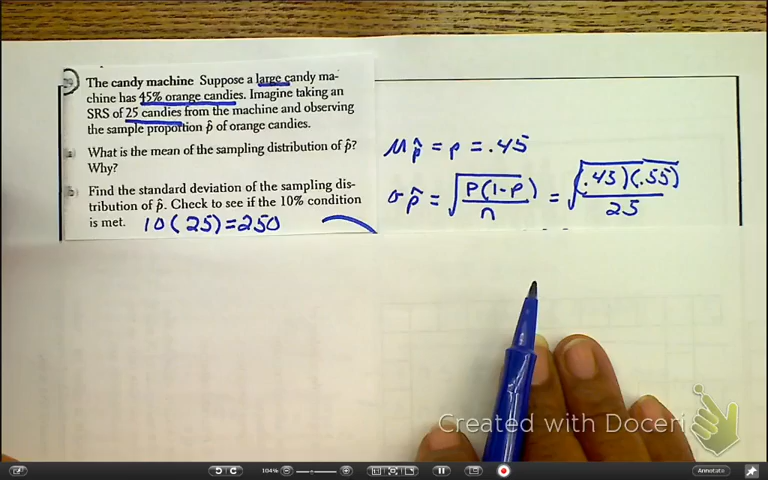 The candy machine Suppose a large candy ma-
chine has 45% orange candies. Imagine taking an
SRS of 25 candies from the machine and observing
the sample proportion p̂ of orange candies.
What is the mean of the sampling distribution of p̂?
Why?
Find the standard deviation of the sampling dis-
tribution of p̂. Check to see if the 10% condition
is met. 10(25)=250
μp̂ = p = .45
σp̂ = √(p(1-p)/n) = √((.45)(.55)/25)
Created with Doceri
104%
Annotate